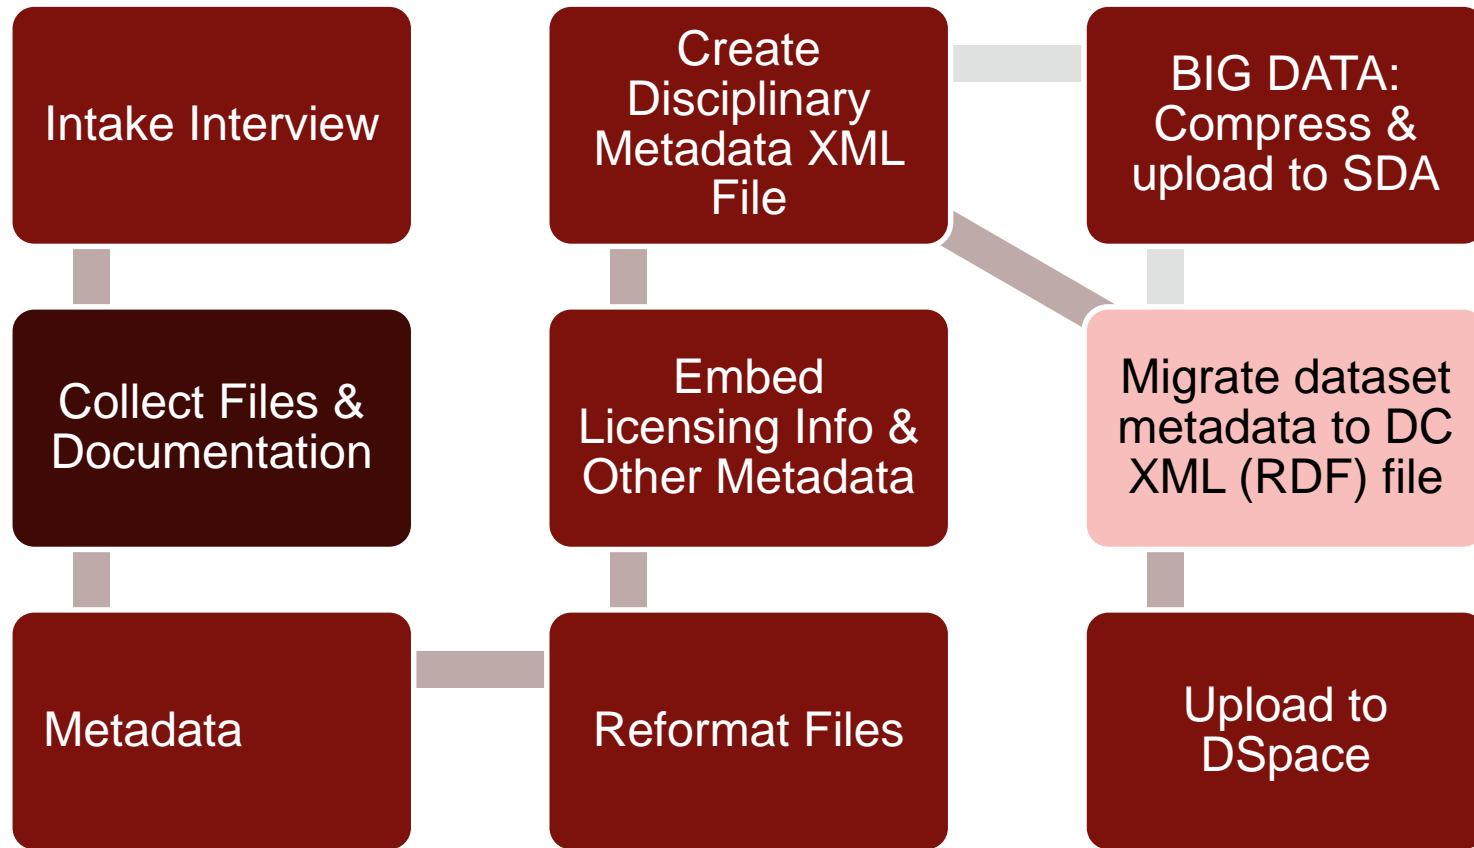 Intake Interview
Collect Files &
Documentation
Metadata
Reformat Files
Embed
Licensing Info &
Other Metadata
Create
Disciplinary
Metadata XML
File
BIG DATA:
Compress &
upload to SDA
Migrate dataset
metadata to DC
XML (RDF) file
Upload to
DSpace